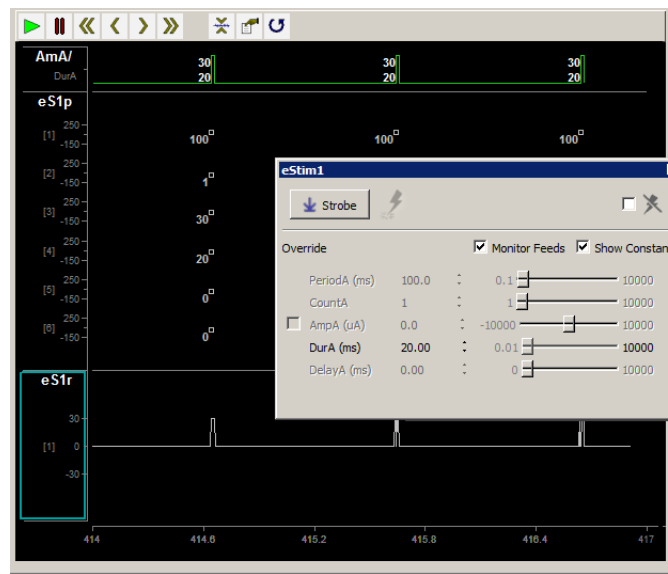 AmA/
DurA
30 30 30
20 20 20
eS1p
[1] 250 -150 100 100 100
[2] 250 -150 1
[3] 250 -150 30
[4] 250 -150 20
[5] 250 -150 0
[6] 250 -150 0
eStim1
Strobe
Override Monitor Feeds Show Constan
PeriodA (ms) 100.0 0.1 10000
CountA 1 1 10000
AmpA (uA) 0.0 -10000 10000
DurA (ms) 20.00 0.01 10000
DelayA (ms) 0.00 0 10000
eS1r
30
[1] 0
-30
414 414.6 415.2 415.8 416.4 417